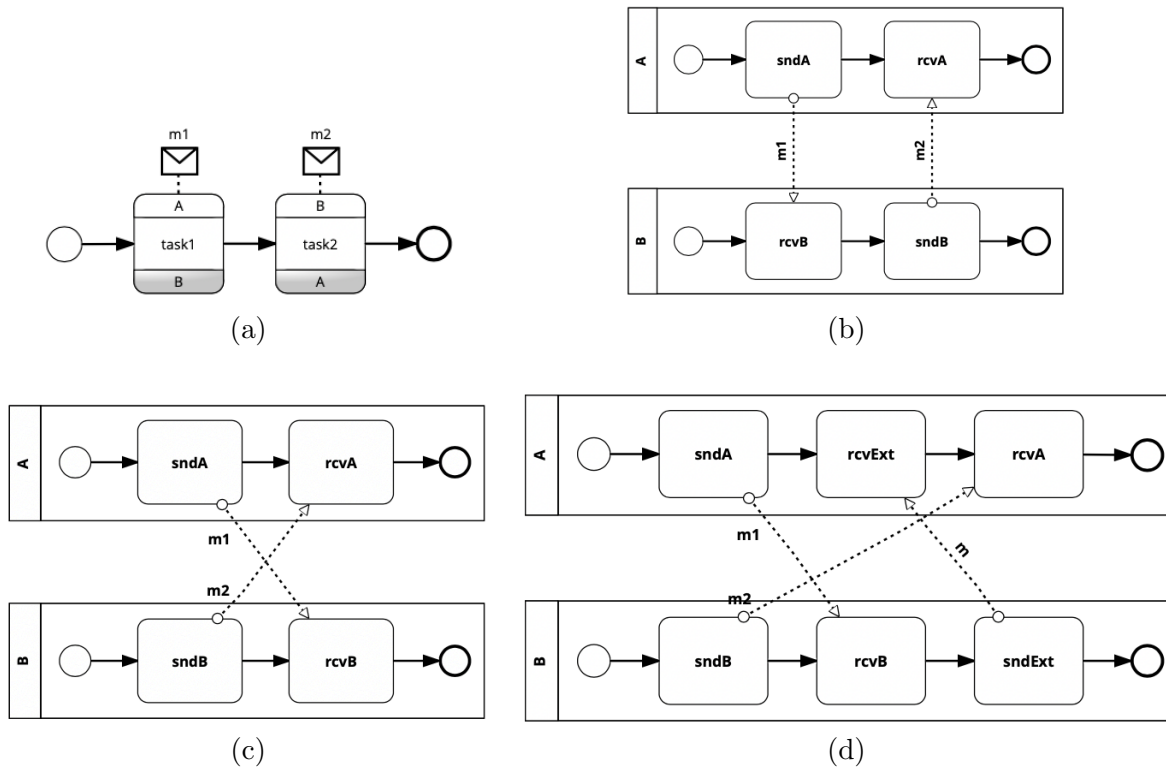 m1 m2
A B
task1 task2
B A
(a)
A sndA rcvA
m1 m2
B rcvB sndB
(b)
A sndA rcvA
m1
m2
B sndB rcvB
(c)
A sndA rcvExt rcvA
m1 m
m2
B sndB rcvB sndExt
(d)